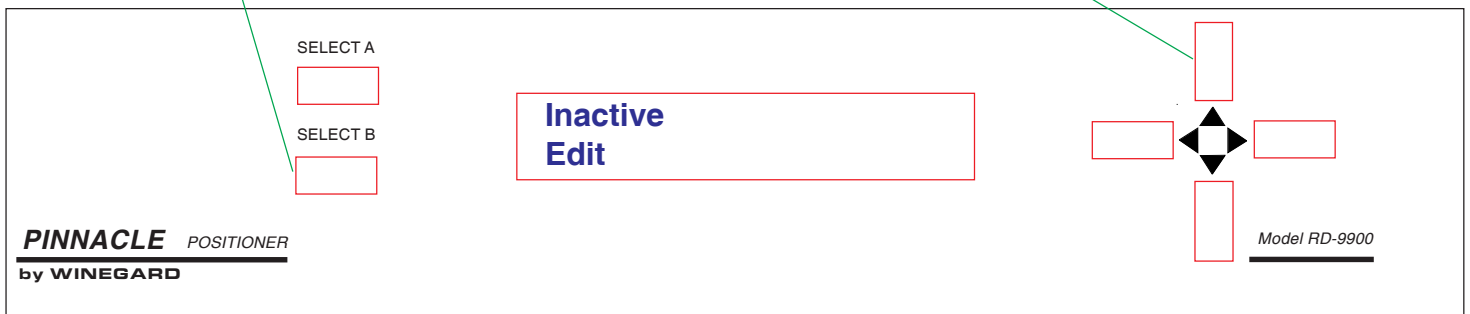 SELECT A
SELECT B
Inactive
Edit
PINNACLE POSITIONER
by WINEGARD
Model RD-9900